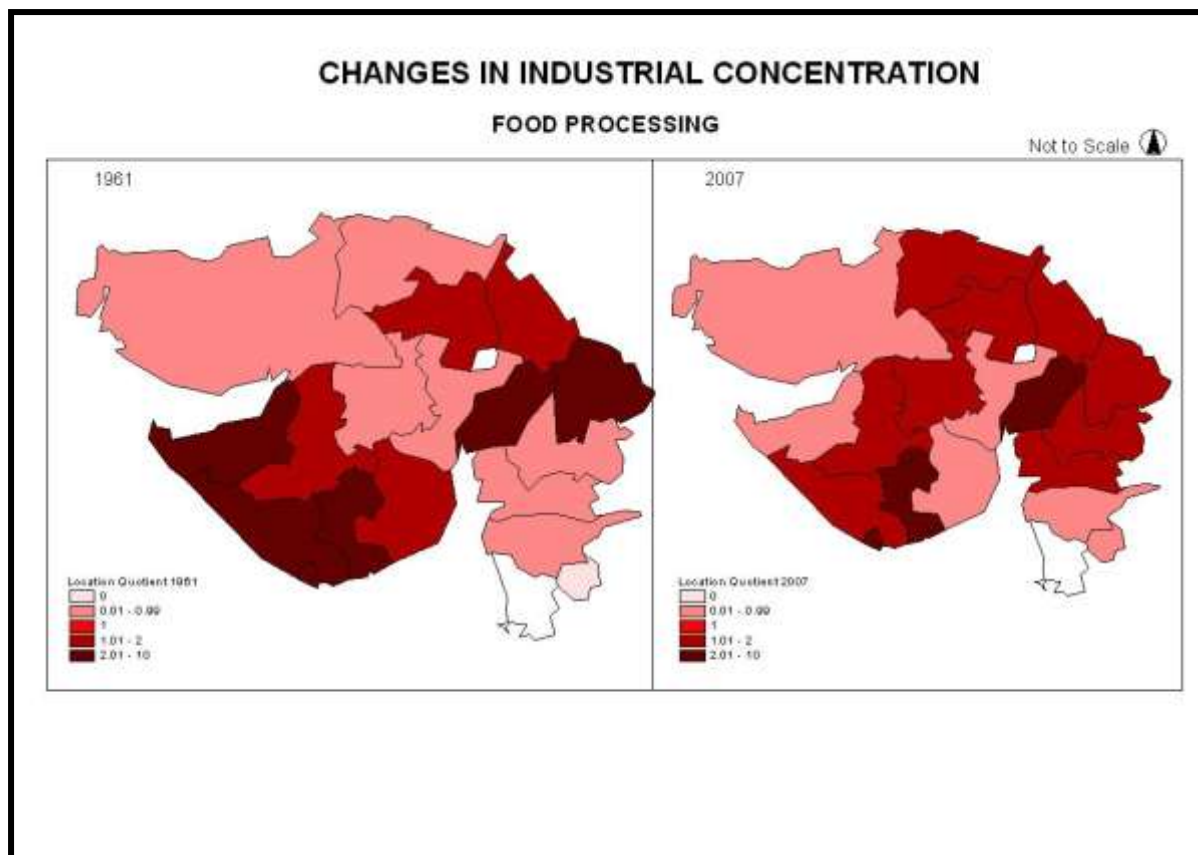 CHANGES IN INDUSTRIAL CONCENTRATION
FOOD PROCESSING
Not to Scale
1961
Location Quotient 1961
0
0.01 - 0.99
1
1.01 - 2
2.01 - 10
2007
Location Quotient 2007
0
0.01 - 0.99
1
1.01 - 2
2.01 - 10